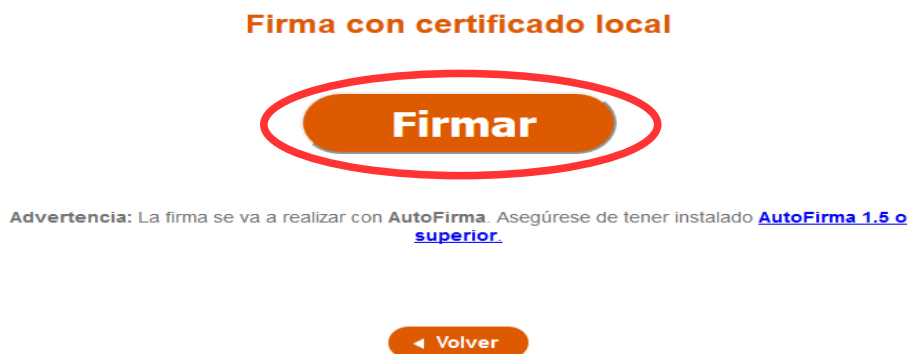 Firma con certificado local
Firmar
Advertencia: La firma se va a realizar con AutoFirma. Asegúrese de tener instalado AutoFirma 1.5 o
superior.
◄ Volver